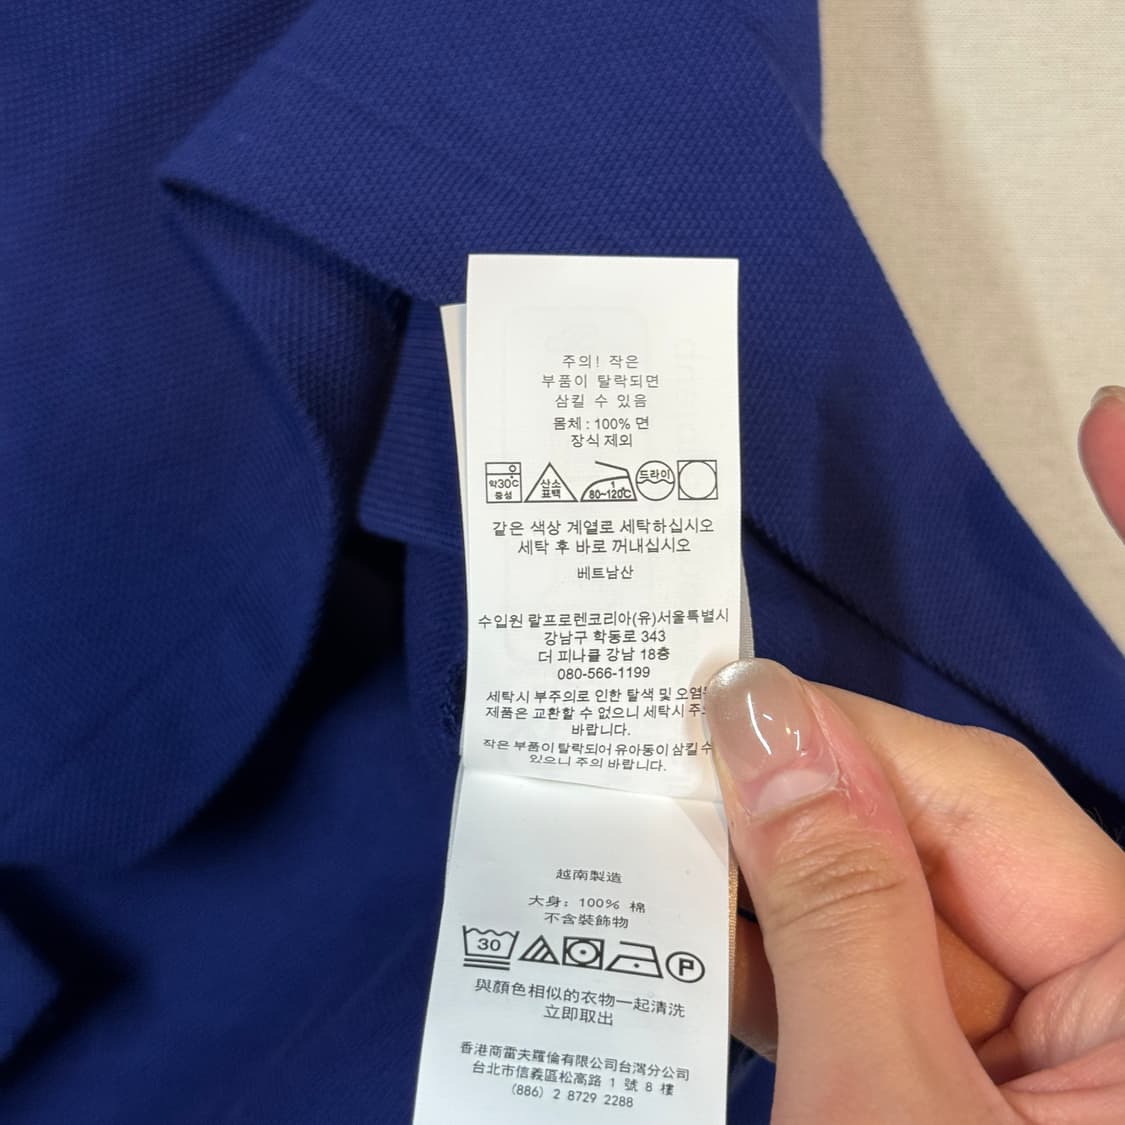 주의! 작은
부품이 탈락되면
삼킬 수 있음
몸체 : 100% 면
장식 제외
약30℃
중성
산소
표백
1
80~120℃
드라이
같은 색상 계열로 세탁하십시오
세탁 후 바로 꺼내십시오
베트남산
수입원 랄프로렌코리아(유)서울특별시
강남구 학동로 343
더 피나클 강남 18층
080-566-1199
세탁시 부주의로 인한 탈색 및
제품은 교환할 수 없으니 세탁시
바랍니다.
작은 부품이 탈락되어 유아동이 삼킬 수
있으니 주의 바랍니다.
越南製造
大身: 100% 棉
不含裝飾物
30
P
與顏色相似的衣物一起清洗
立即取出
香港商雷夫羅倫有限公司台灣分公司
台北市信義區松高路 1 號 8 樓
(886) 2 8729 2288